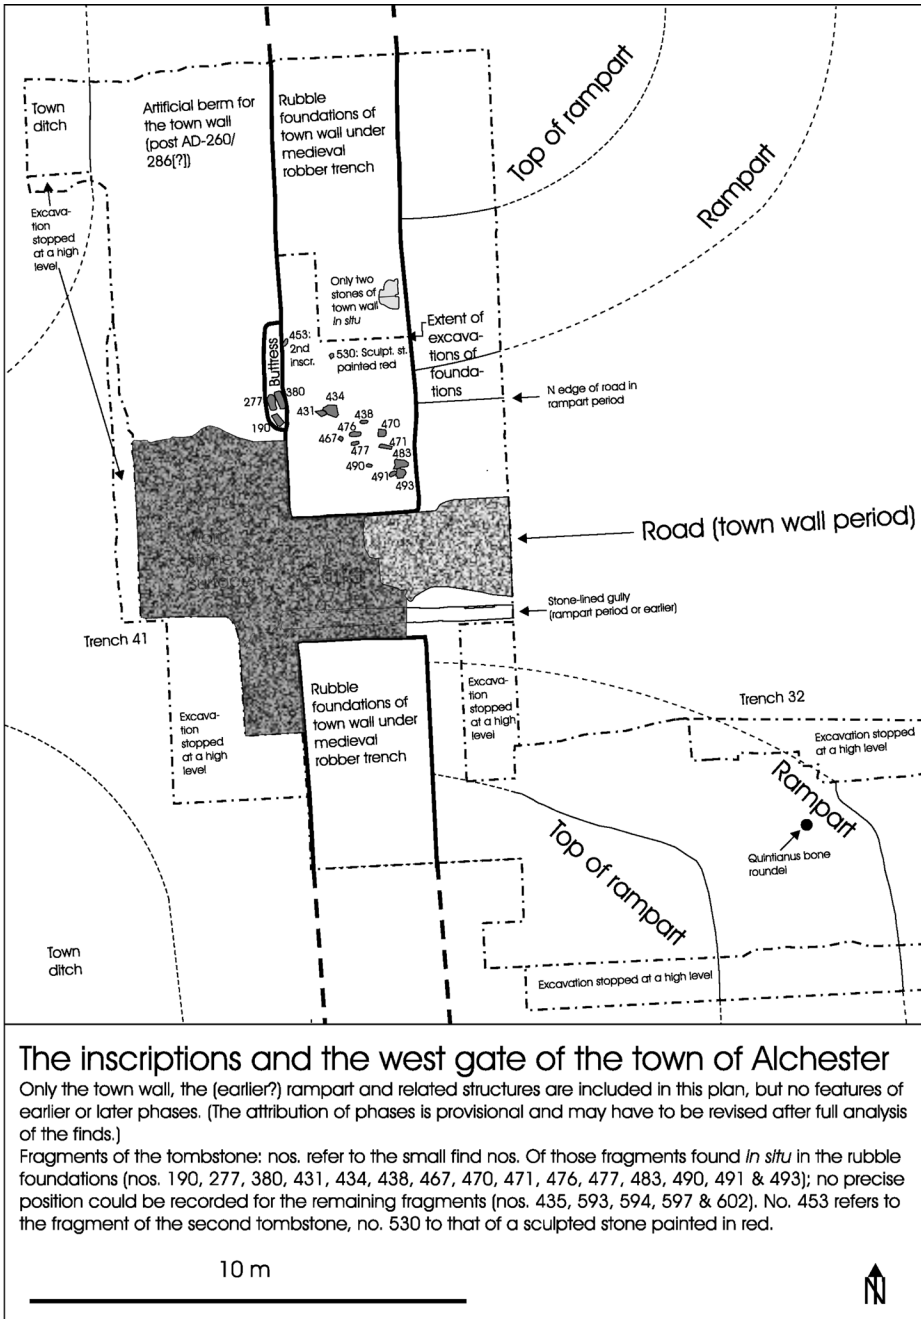 Town
ditch
Artificial berm for
the town wall
(post AD-260/
286[?])
Rubble
foundations of
town wall under
medieval
robber trench
Top of rampart
Rampart
Excava-
tion
stopped
at a high
level
Only two
stones of
town wall
in situ
Extent of
excava-
tions of
founda-
tions
453:
2nd
inscr.
530: Sculpt. st.
painted red
Buttress
N edge of road in
rampart period
277
380
190
431
434
438
476
467
477
470
471
483
490
491
493
Road (town wall period)
Stone-lined gully
(rampart period or earlier)
Trench 41
Excava-
tion
stopped
at a high
level
Rubble
foundations of
town wall under
medieval
robber trench
Excava-
tion
stopped
at a high
level
Trench 32
Excavation stopped
at a high level
Rampart
Quintianus bone
roundel
Top of rampart
Town
ditch
Excavation stopped at a high level
The inscriptions and the west gate of the town of Alchester
Only the town wall, the (earlier?) rampart and related structures are included in this plan, but no features of
earlier or later phases. (The attribution of phases is provisional and may have to be revised after full analysis
of the finds.)
Fragments of the tombstone: nos. refer to the small find nos. Of those fragments found in situ in the rubble
foundations (nos. 190, 277, 380, 431, 434, 438, 467, 470, 471, 476, 477, 483, 490, 491 & 493); no precise
position could be recorded for the remaining fragments (nos. 435, 593, 594, 597 & 602). No. 453 refers to
the fragment of the second tombstone, no. 530 to that of a sculpted stone painted in red.
10 m
N